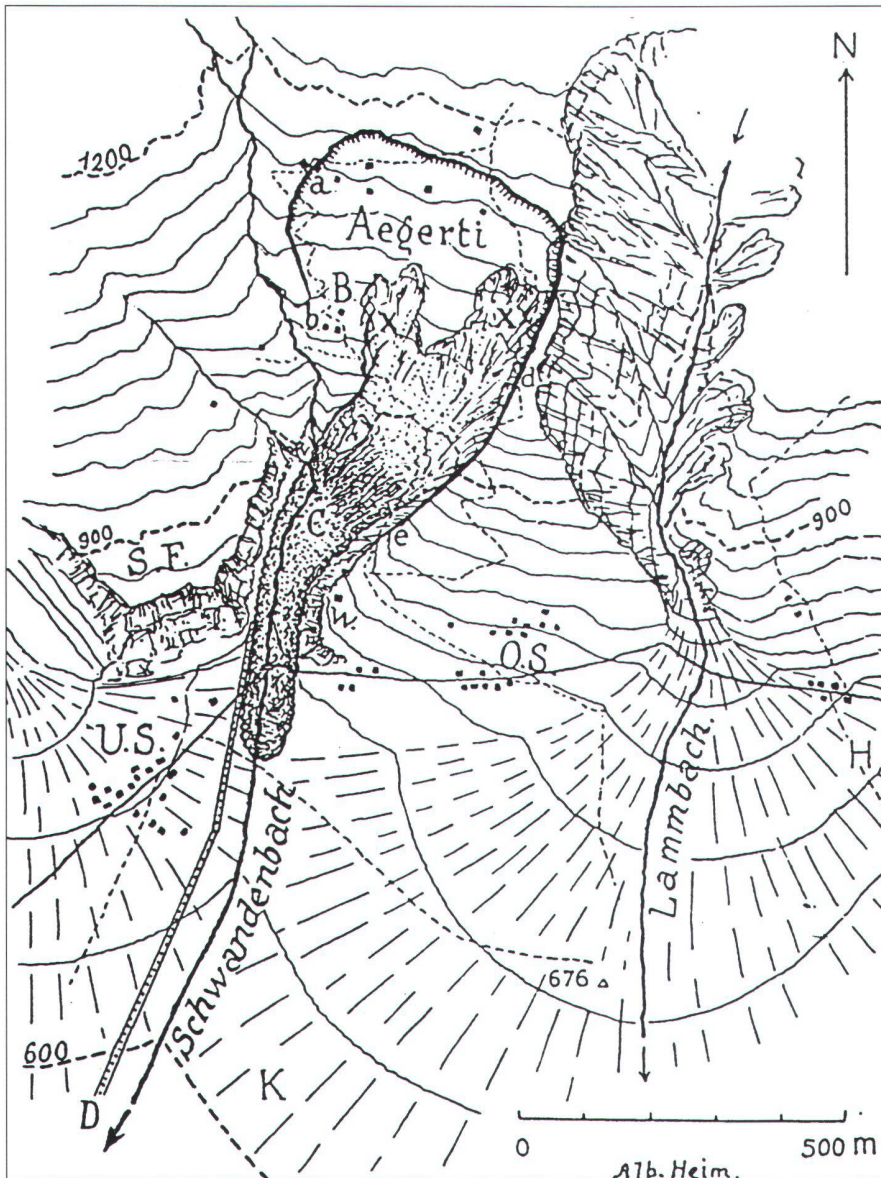 N
1200
a.
Aegerti
B
b.
x
x
d
900
C
900
S.F.
e
w.
O.S.
U.S.
H
Schwandenbach.
Lammbach.
676
600
K
D
0
500 m
Alb. Heim.